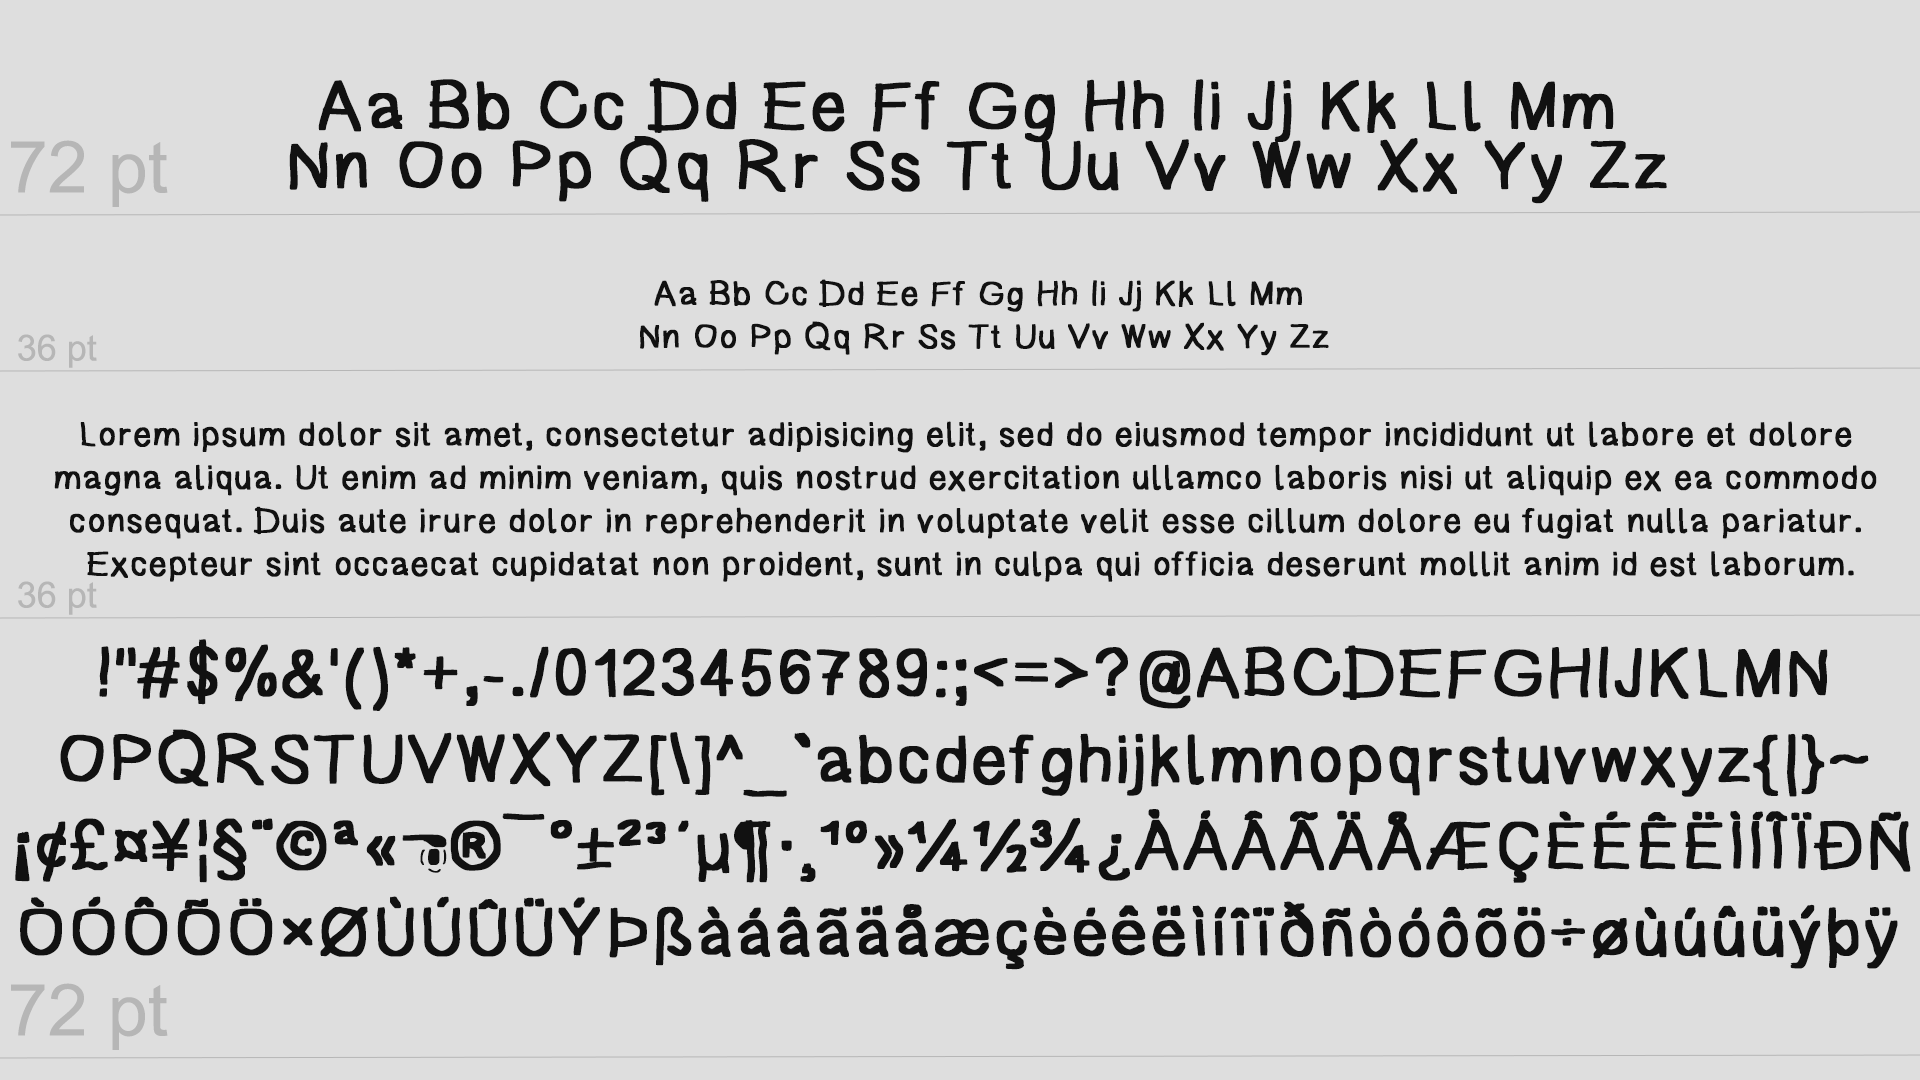 Aa Bb Cc Dd Ee Ff Gg Hh Ii Jj Kk Ll Mm
Nn Oo Pp Qq Rr Ss Tt Uu Vv Ww Xx Yy Zz
72 pt
Aa Bb Cc Dd Ee Ff Gg Hh Ii Jj Kk Ll Mm
Nn Oo Pp Qq Rr Ss Tt Uu Vv Ww Xx Yy Zz
36 pt
Lorem ipsum dolor sit amet, consectetur adipisicing elit, sed do eiusmod tempor incididunt ut labore et dolore
magna aliqua. Ut enim ad minim veniam, quis nostrud exercitation ullamco laboris nisi ut aliquip ex ea commodo
consequat. Duis aute irure dolor in reprehenderit in voluptate velit esse cillum dolore eu fugiat nulla pariatur.
Excepteur sint occaecat cupidatat non proident, sunt in culpa qui officia deserunt mollit anim id est laborum.
36 pt
!"#$%&'()*+,-./0123456789:;<=>?@ABCDEFGHIJKLMN
OPQRSTUVWXYZ[\]^_`abcdefghijklmnopqrstuvwxyz{|}~
¡¢£¤¥¦§¨©ª«¬®¯°±²³´µ¶·¸¹º»¼½¾¿ÀÁÂÃÄÅÆÇÈÉÊËÌÍÎÏÐÑ
ÒÓÔÕÖ×ØÙÚÛÜÝÞßàáâãäåæçèéêëìíîïðñòóôõö÷øùúûüýþÿ
72 pt